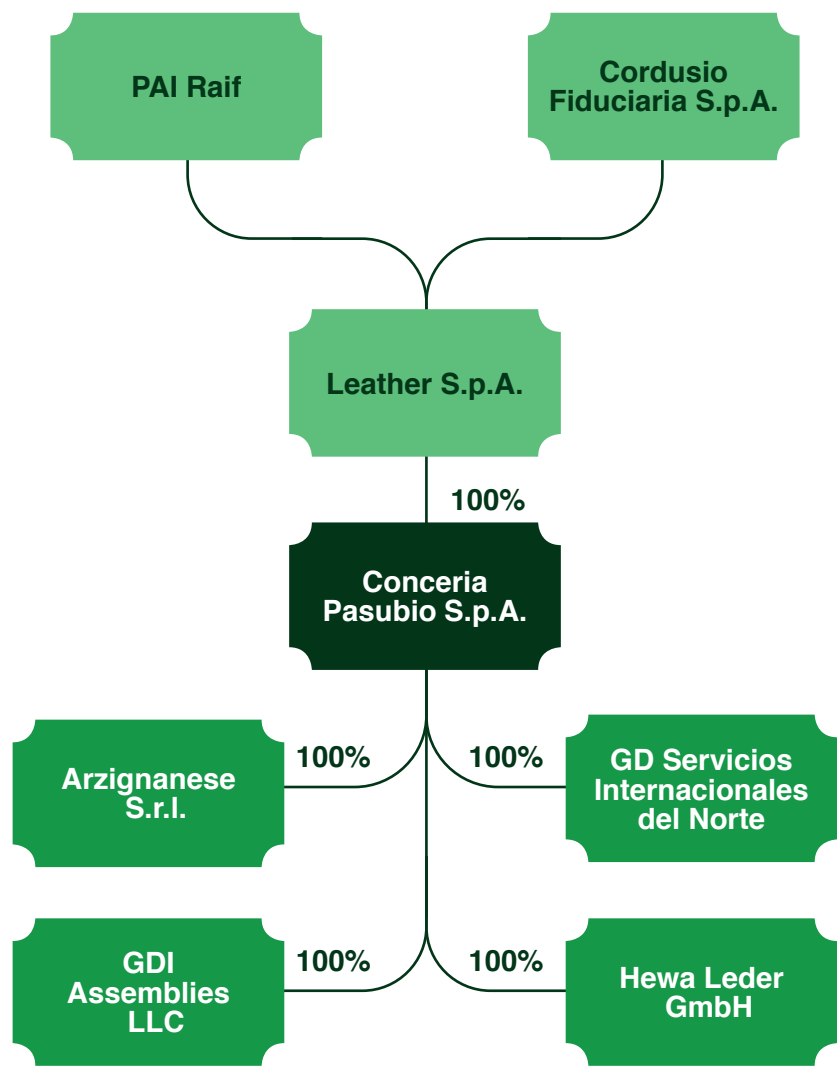 PAI Raif
Cordusio
Fiduciaria S.p.A.
Leather S.p.A.
100%
Conceria
Pasubio S.p.A.
Arzignanese
S.r.l.
100%
100%
GD Servicios
Internacionales
del Norte
GDI
Assemblies
LLC
100%
100%
Hewa Leder
GmbH